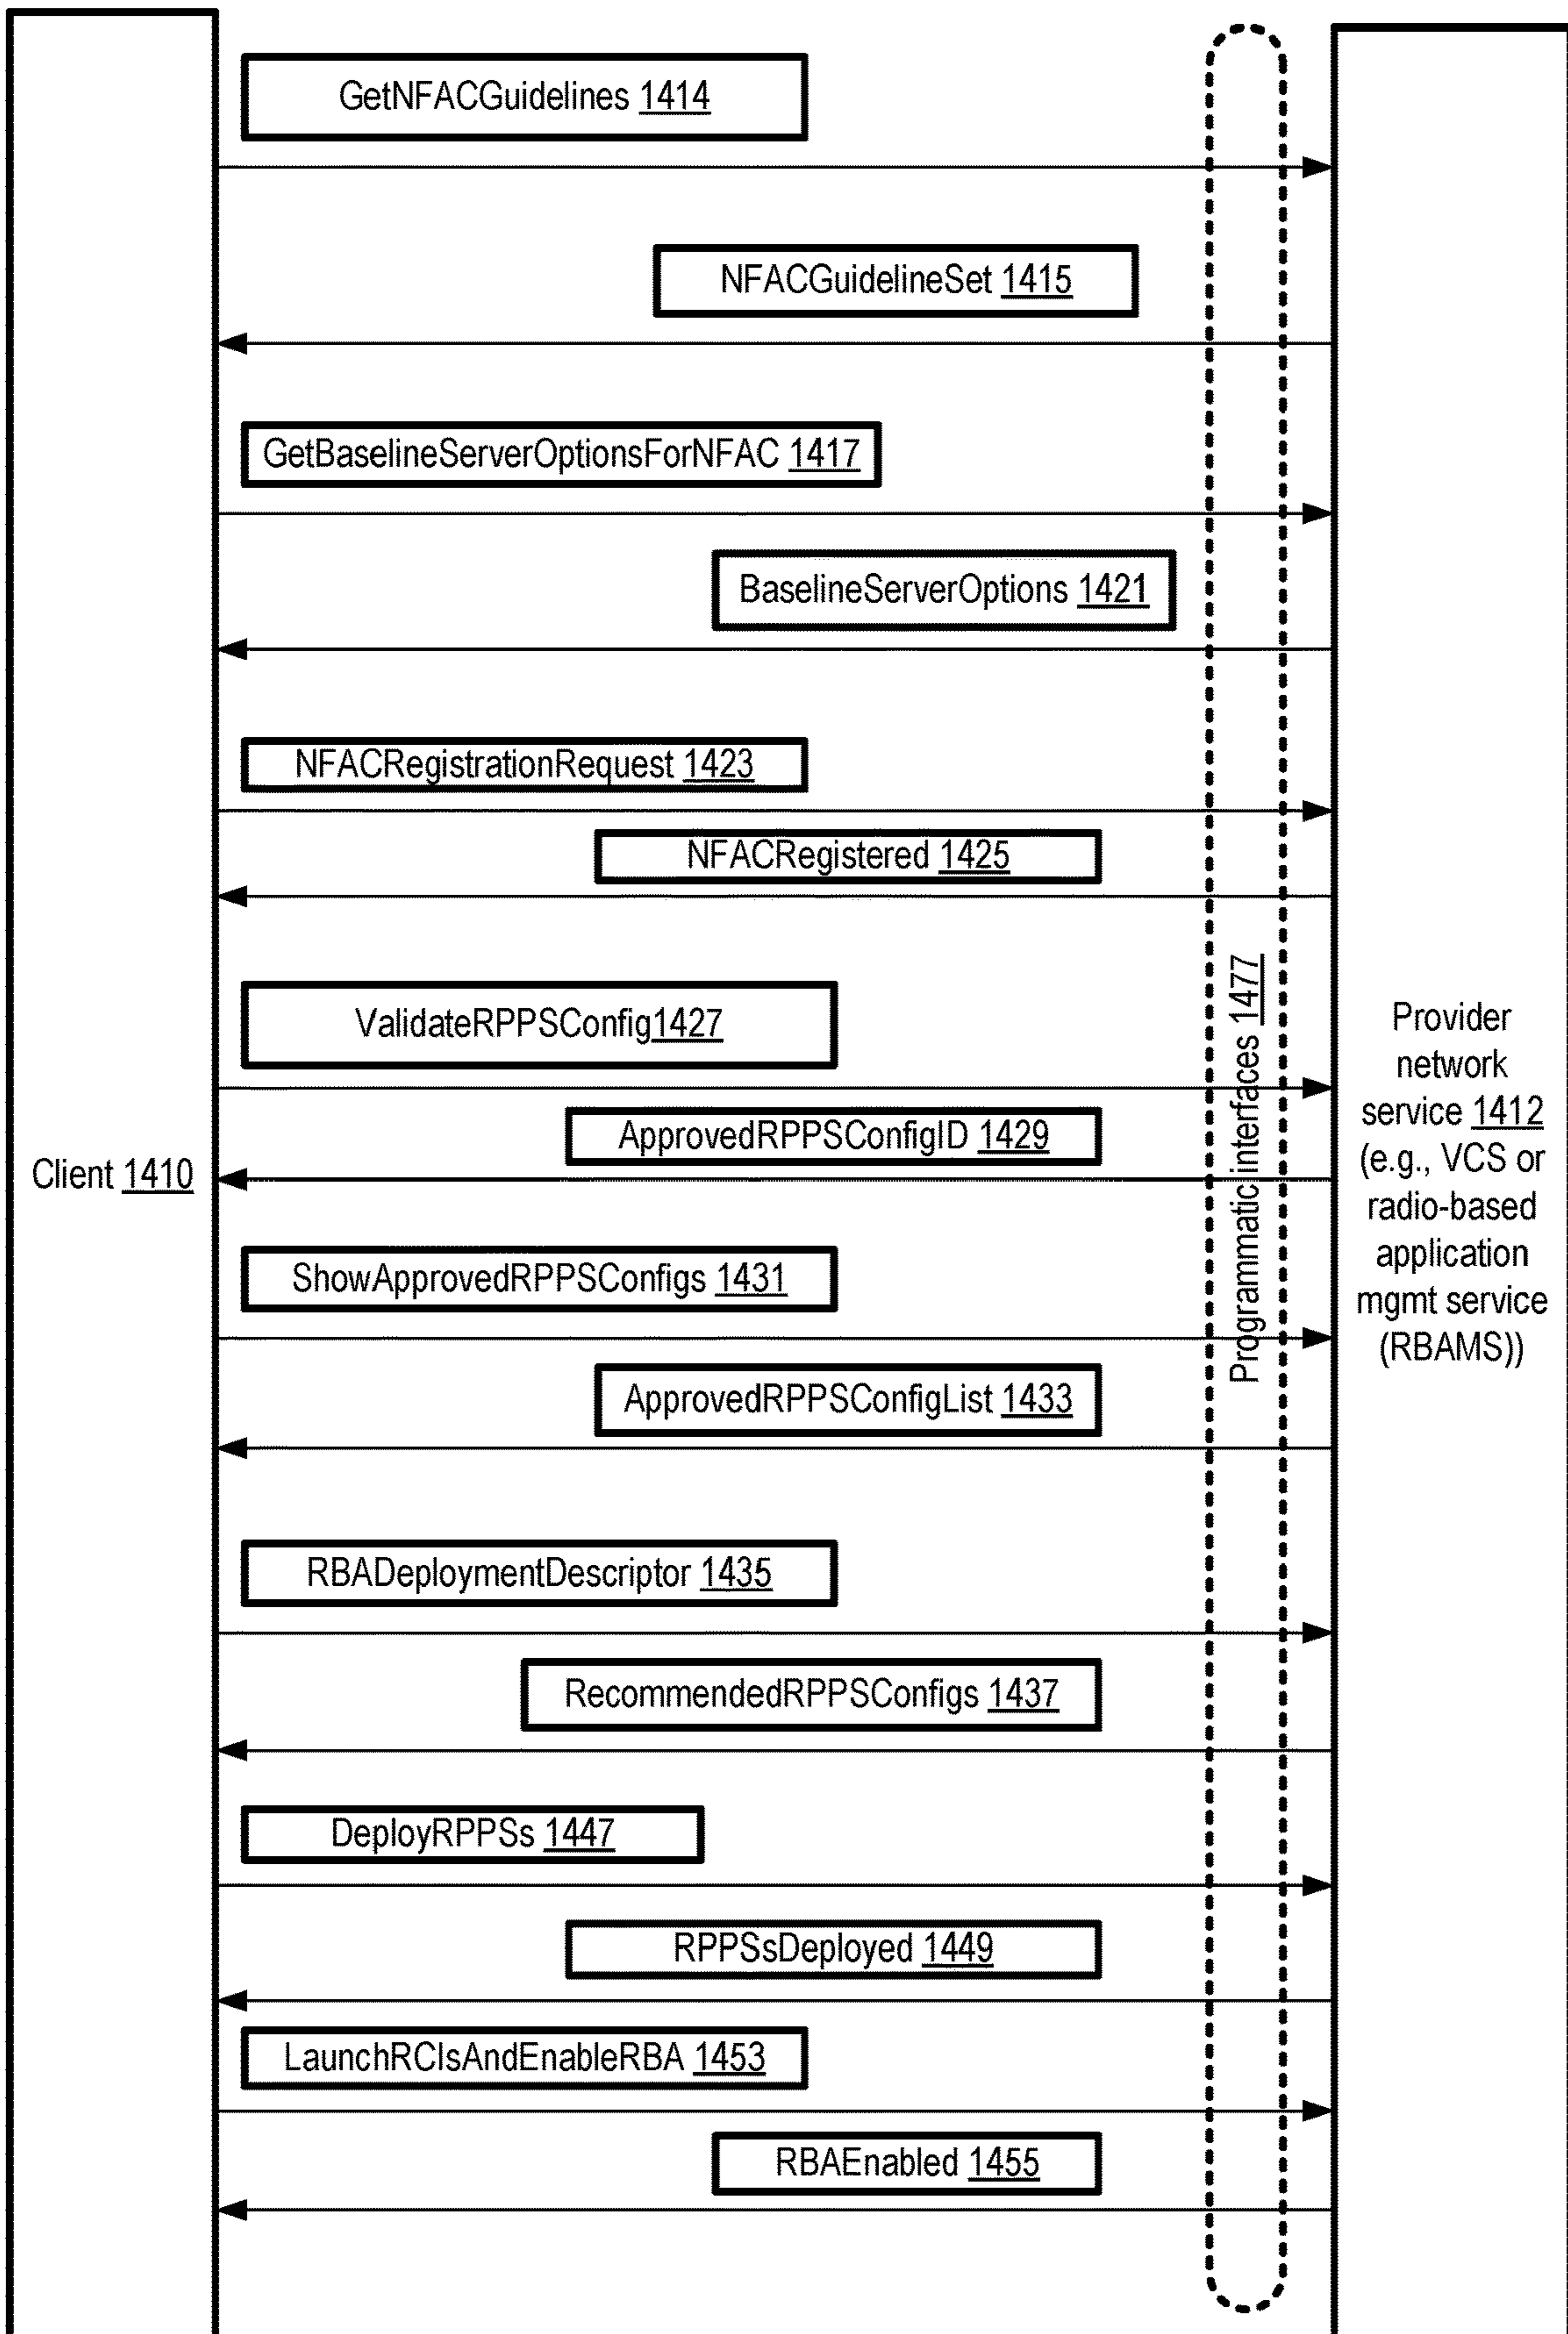 GetNFACGuidelines 1414
NFACGuidelineSet 1415
GetBaselineServerOptionsForNFAC 1417
BaselineServerOptions 1421
NFACRegistrationRequest 1423
NFACRegistered 1425
ValidateRPPSConfig1427
ApprovedRPPSConfigID 1429
Client 1410
ShowApprovedRPPSConfigs 1431
ApprovedRPPSConfigList 1433
RBADeploymentDescriptor 1435
RecommendedRPPSConfigs 1437
DeployRPPSs 1447
RPPSsDeployed 1449
LaunchRCIsAndEnableRBA 1453
RBAEnabled 1455
Programmatic interfaces 1477
Provider
network
service 1412
(e.g., VCS or
radio-based
application
mgmt service
(RBAMS))